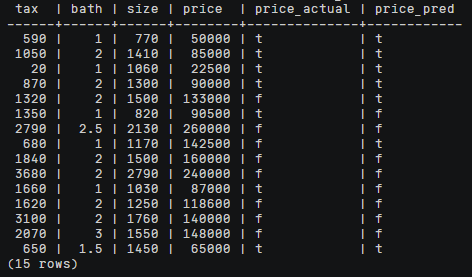 tax | bath | size | price | price_actual | price_pred
------+------+------+--------+--------------+------------
590 | 1 | 770 | 50000 | t | t
1050 | 2 | 1410 | 85000 | t | t
20 | 1 | 1060 | 22500 | t | t
870 | 2 | 1300 | 90000 | t | t
1320 | 2 | 1500 | 133000 | f | t
1350 | 1 | 820 | 90500 | f | t
2790 | 2.5 | 2130 | 260000 | f | f
680 | 1 | 1170 | 142500 | f | t
1840 | 2 | 1500 | 160000 | f | f
3680 | 2 | 2790 | 240000 | f | f
1660 | 1 | 1030 | 87000 | t | f
1620 | 2 | 1250 | 118600 | f | f
3100 | 2 | 1760 | 140000 | f | f
2070 | 3 | 1550 | 148000 | f | f
650 | 1.5 | 1450 | 65000 | t | t
(15 rows)